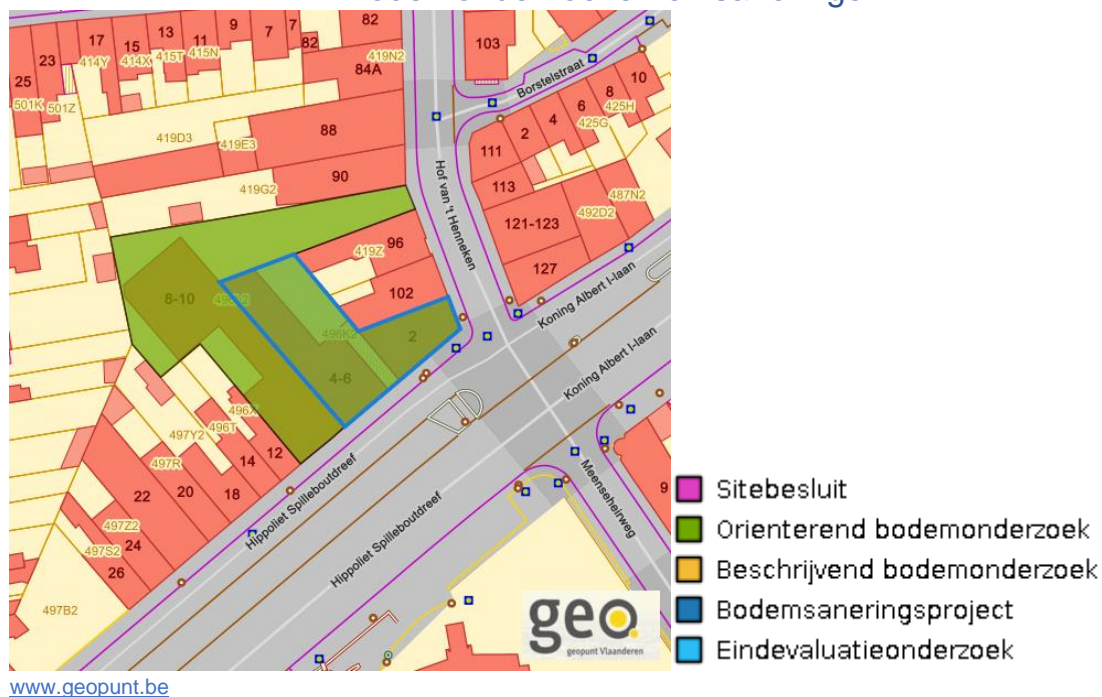 17
15
13
11
9
7
7
82
82
103
23
25
414Y
414X
415T
415N
419N2
84A
501K
501Z
Borstelstraat
10
8
6
425H
425G
4
2
88
419D3
419E3
111
Hof van 't Henneken
90
113
419G2
487N2
492D2
121-123
96
419Z
127
102
8-10
Koning Albert I-laan
496K2
2
4-6
Koning Albert I-laan
496X
496T
497Y2
12
14
497R
Hippoliet Spilleboutdreef
Meenseheirweg
9
22
20
18
497Z2
24
497S2
26
Hippoliet Spilleboutdreef
497B2
geo.
geopunt Vlaanderen
Sitebesluit
Orienterend bodemonderzoek
Beschrijvend bodemonderzoek
Bodemsaneringsproject
Eindevaluatieonderzoek
www.geopunt.be